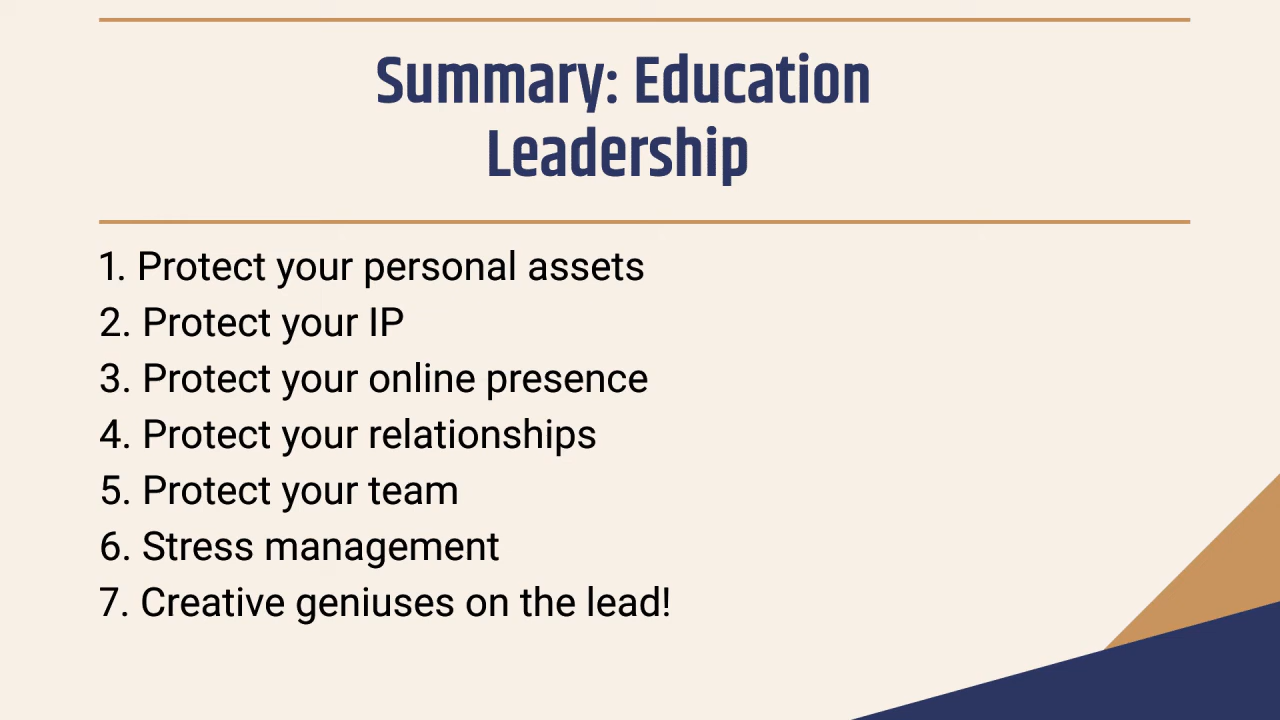 Summary: Education
Leadership
1. Protect your personal assets
2. Protect your IP
3. Protect your online presence
4. Protect your relationships
5. Protect your team
6. Stress management
7. Creative geniuses on the lead!